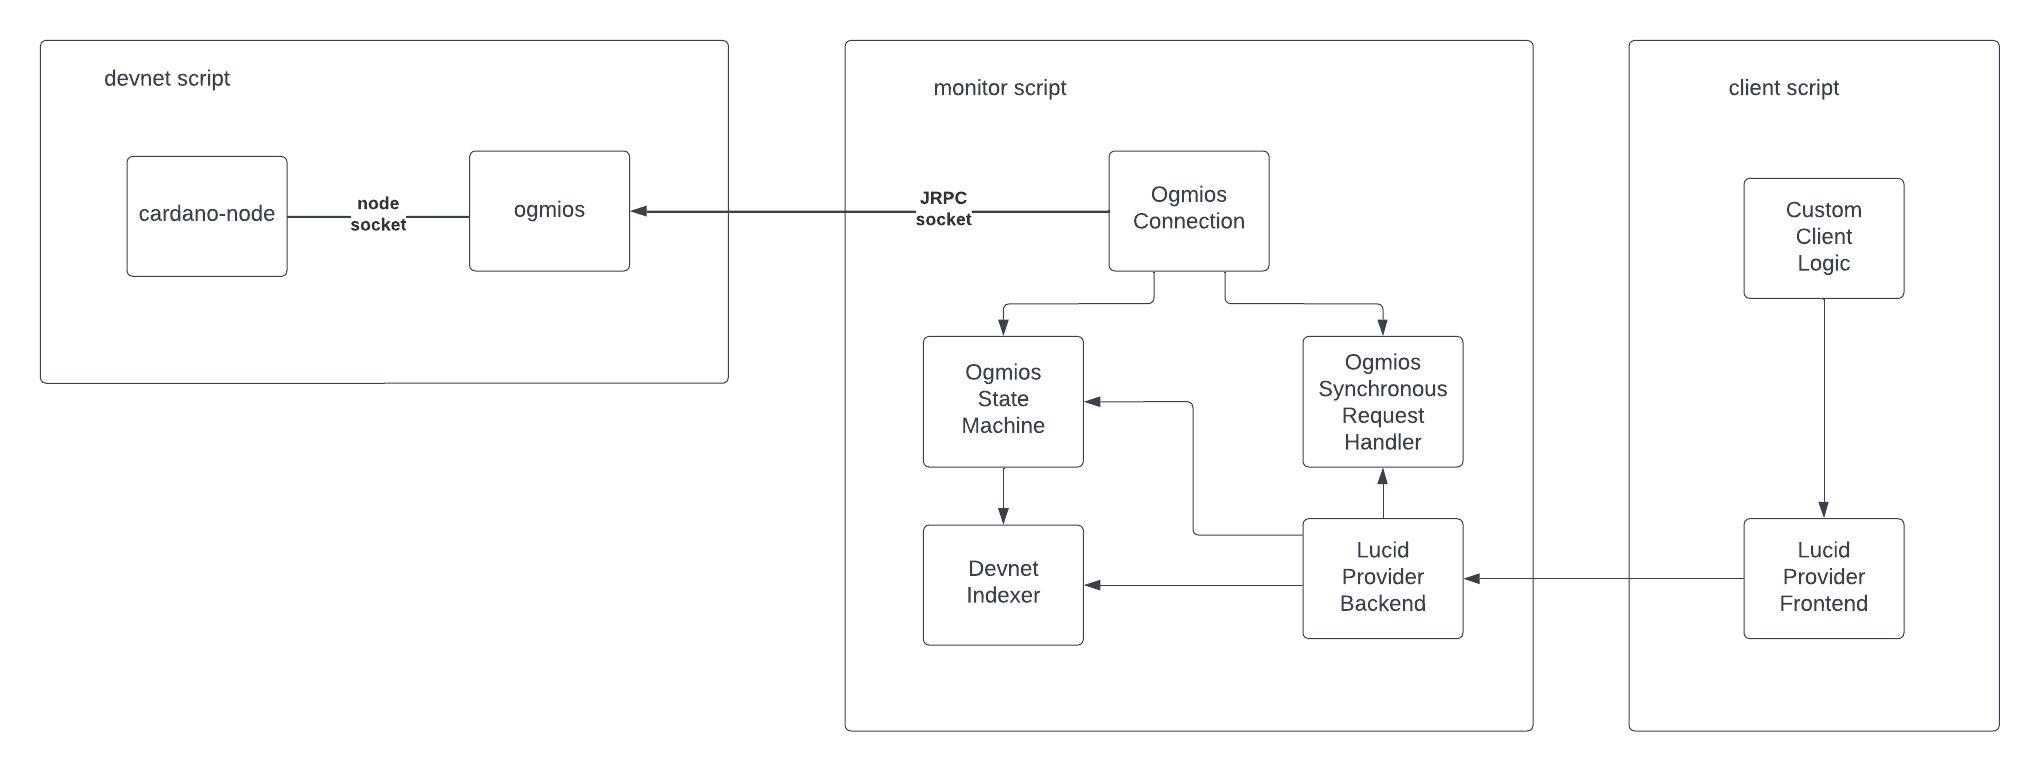 devnet script
cardano-node
node
socket
ogmios
JRPC
socket
monitor script
Ogmios
Connection
Ogmios
State
Machine
Ogmios
Synchronous
Request
Handler
Devnet
Indexer
Lucid
Provider
Backend
client script
Custom
Client
Logic
Lucid
Provider
Frontend